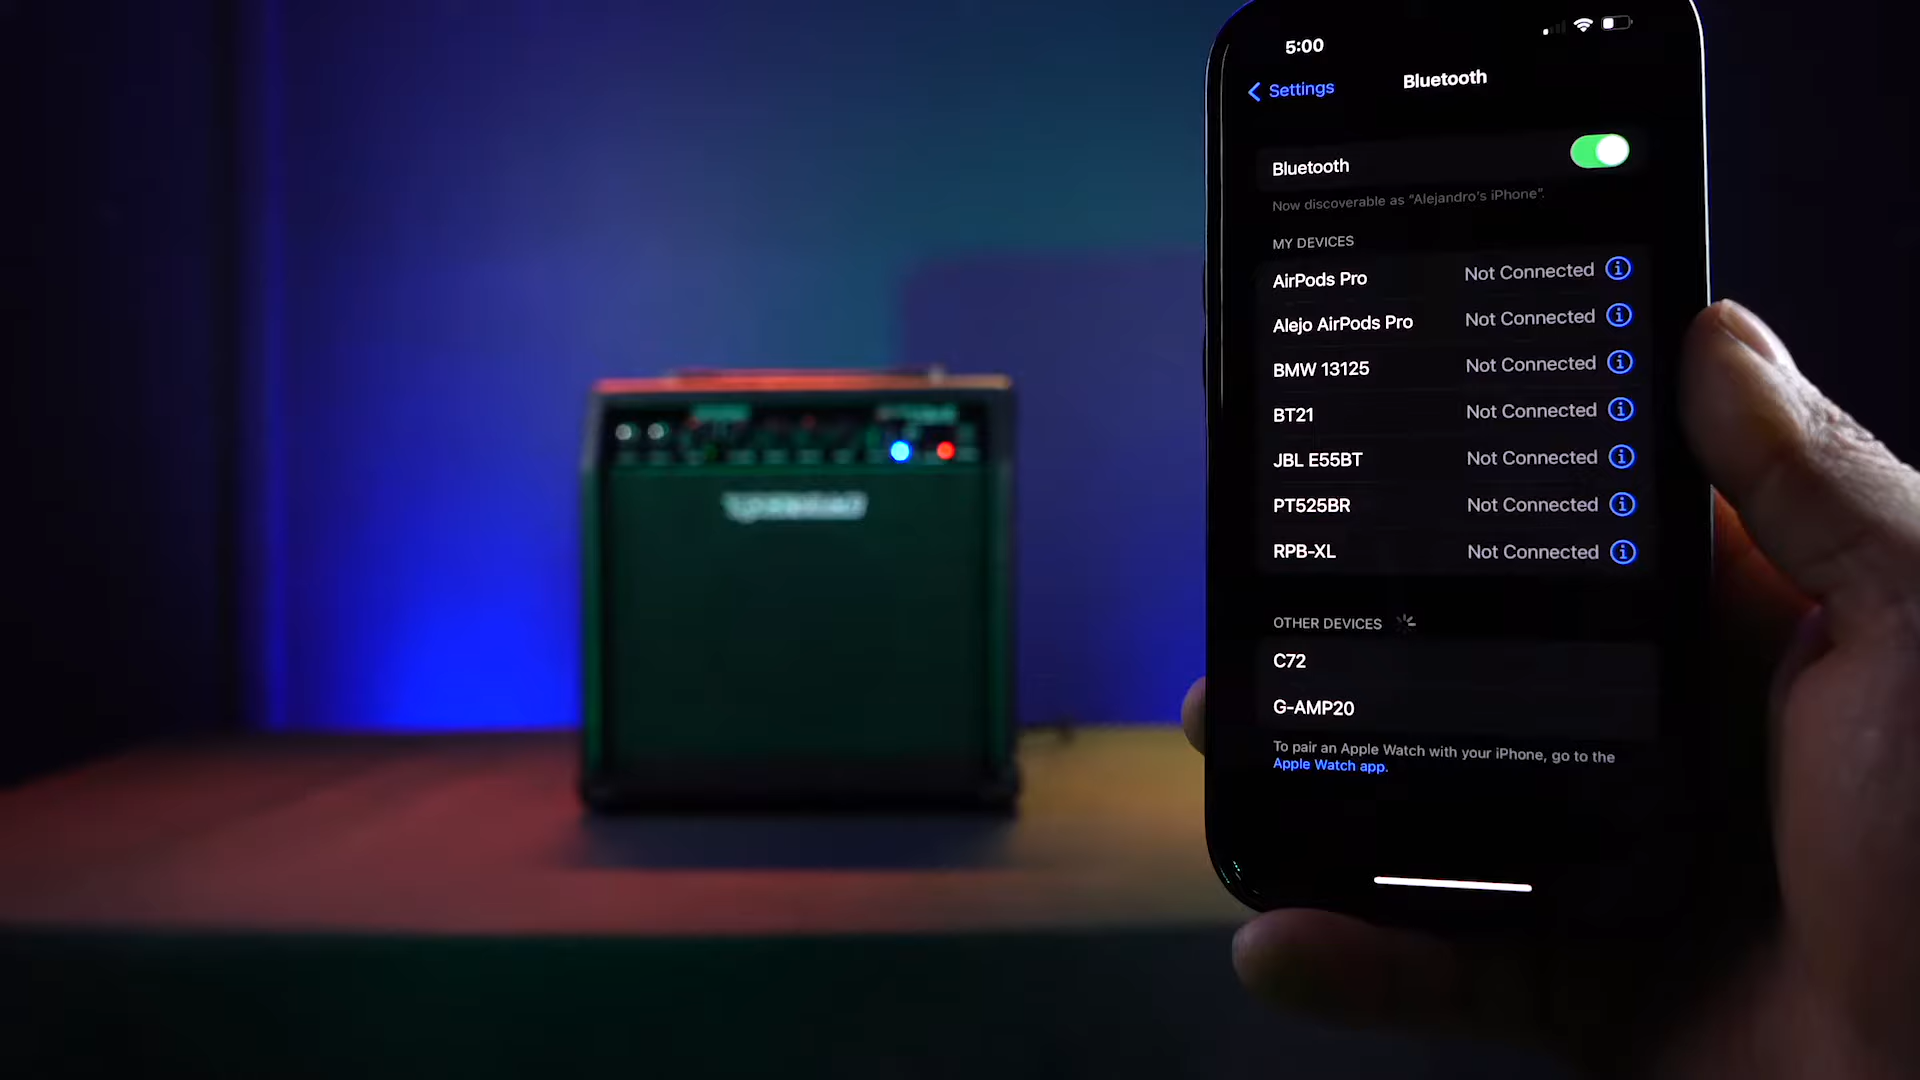 5:00
Settings
Bluetooth
Bluetooth
Now discoverable as “Alejandro's iPhone”.
MY DEVICES
AirPods Pro Not Connected
Alejo AirPods Pro Not Connected
BMW 13125 Not Connected
BT21 Not Connected
JBL E55BT Not Connected
PT525BR Not Connected
RPB-XL Not Connected
OTHER DEVICES
C72
G-AMP20
To pair an Apple Watch with your iPhone, go to the
Apple Watch app.